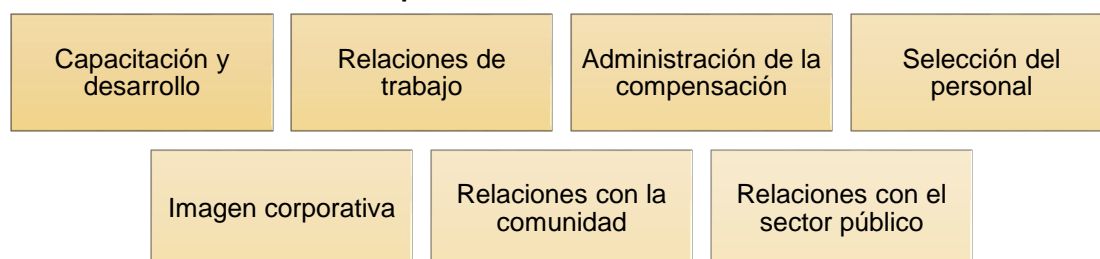 Capacitación y
desarrollo
Relaciones de
trabajo
Administración de la
compensación
Selección del
personal
Imagen corporativa
Relaciones con la
comunidad
Relaciones con el
sector público